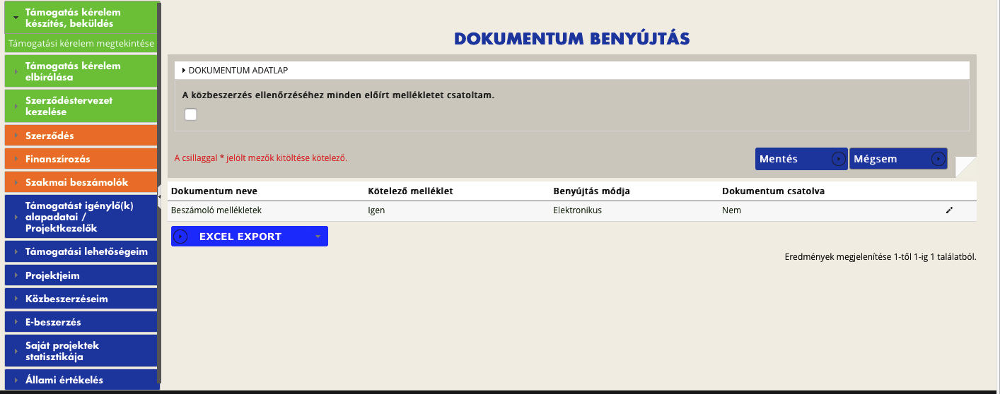 Támogatás kérelem
készítés, beküldés
Támogatási kérelem megtekintése
Támogatás kérelem
elbírálása
Szerződéstervezet
kezelése
Szerződés
Finanszírozás
Szakmai beszámolók
Támogatást igénylő(k)
alapadatai /
Projektkezelők
Támogatási lehetőségeim
Projektjeim
Közbeszerzéseim
E-beszerzés
Saját projektek
statisztikája
Állami értékelés
DOKUMENTUM BENYÚJTÁS
DOKUMENTUM ADATLAP
A közbeszerzés ellenőrzéséhez minden előírt mellékletet csatoltam.
A csillaggal * jelölt mezők kitöltése kötelező.
Mentés Mégsem
Dokumentum neve Kötelező melléklet Benyújtás módja Dokumentum csatolva
Beszámoló mellékletek Igen Elektronikus Nem
EXCEL EXPORT
Eredmények megjelenítése 1-től 1-ig 1 találatból.